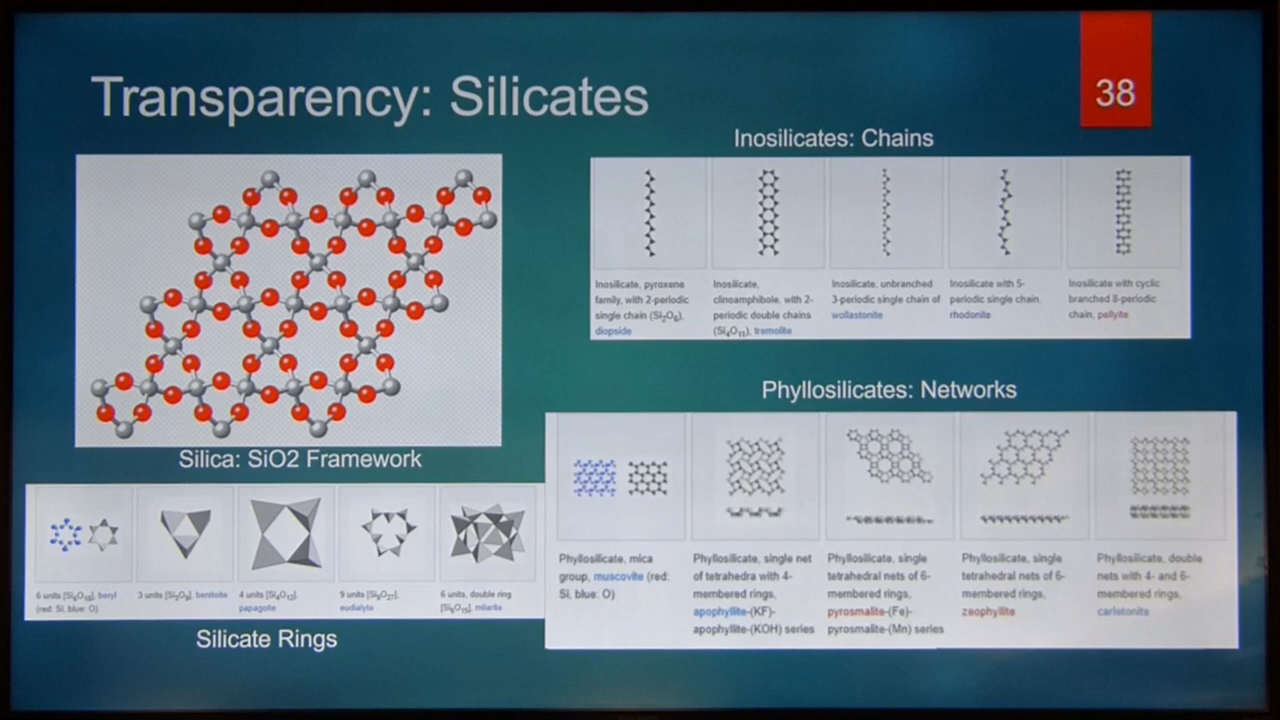 Transparency: Silicates
38
Inosilicates: Chains
Inosilicate, pyroxene
family, with 2-periodic
single chain (Si₂O₆),
diopside
Inosilicate,
clinoamphibole, with 2-
periodic double chains
(Si₄O₁₁), tremolite
Inosilicate, unbranched
3-periodic single chain of
wollastonite
Inosilicate with 5-
periodic single chain,
rhodonite
Inosilicate with cyclic
branched 8-periodic
chain, pellyite
Silica: SiO2 Framework
Phyllosilicates: Networks
6 units [Si₆O₁₈], beryl
(red: Si, blue: O)
3 units [Si₃O₉], benitoite
4 units [Si₄O₁₂],
papagoite
9 units [Si₉O₂₇],
eudialyte
6 units, double ring
[Si₆O₁₅], milarite
Silicate Rings
Phyllosilicate, mica
group, muscovite (red:
Si, blue: O)
Phyllosilicate, single net
of tetrahedra with 4-
membered rings,
apophyllite-(KF)-
apophyllite-(KOH) series
Phyllosilicate, single
tetrahedral nets of 6-
membered rings,
pyrosmalite-(Fe)-
pyrosmalite-(Mn) series
Phyllosilicate, single
tetrahedral nets of 6-
membered rings,
zeophyllite
Phyllosilicate, double
nets with 4- and 6-
membered rings,
carletonite